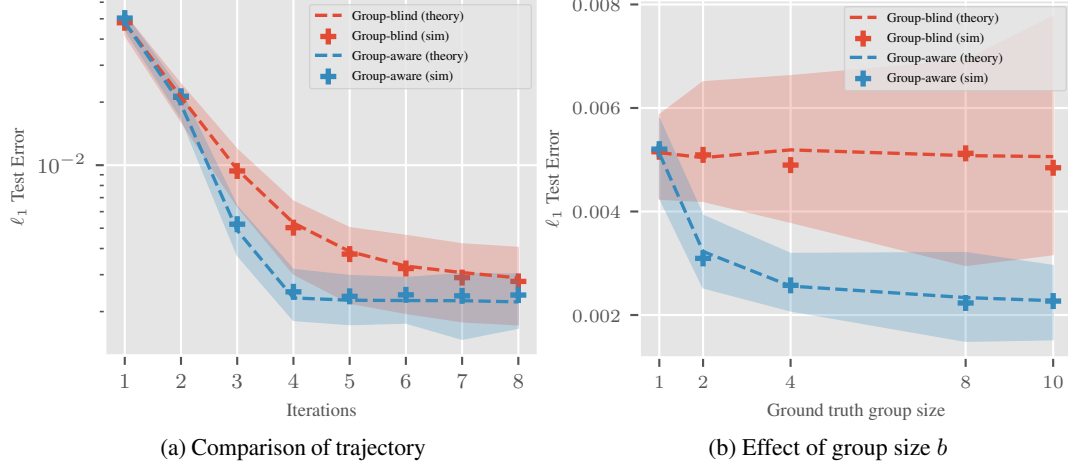 Group-blind (theory)
Group-blind (sim)
Group-aware (theory)
Group-aware (sim)
10⁻²
ℓ₁ Test Error
1 2 3 4 5 6 7 8
Iterations
(a) Comparison of trajectory
0.008
Group-blind (theory)
Group-blind (sim)
Group-aware (theory)
Group-aware (sim)
0.006
0.004
0.002
ℓ₁ Test Error
1 2 4 8 10
Ground truth group size
(b) Effect of group size b